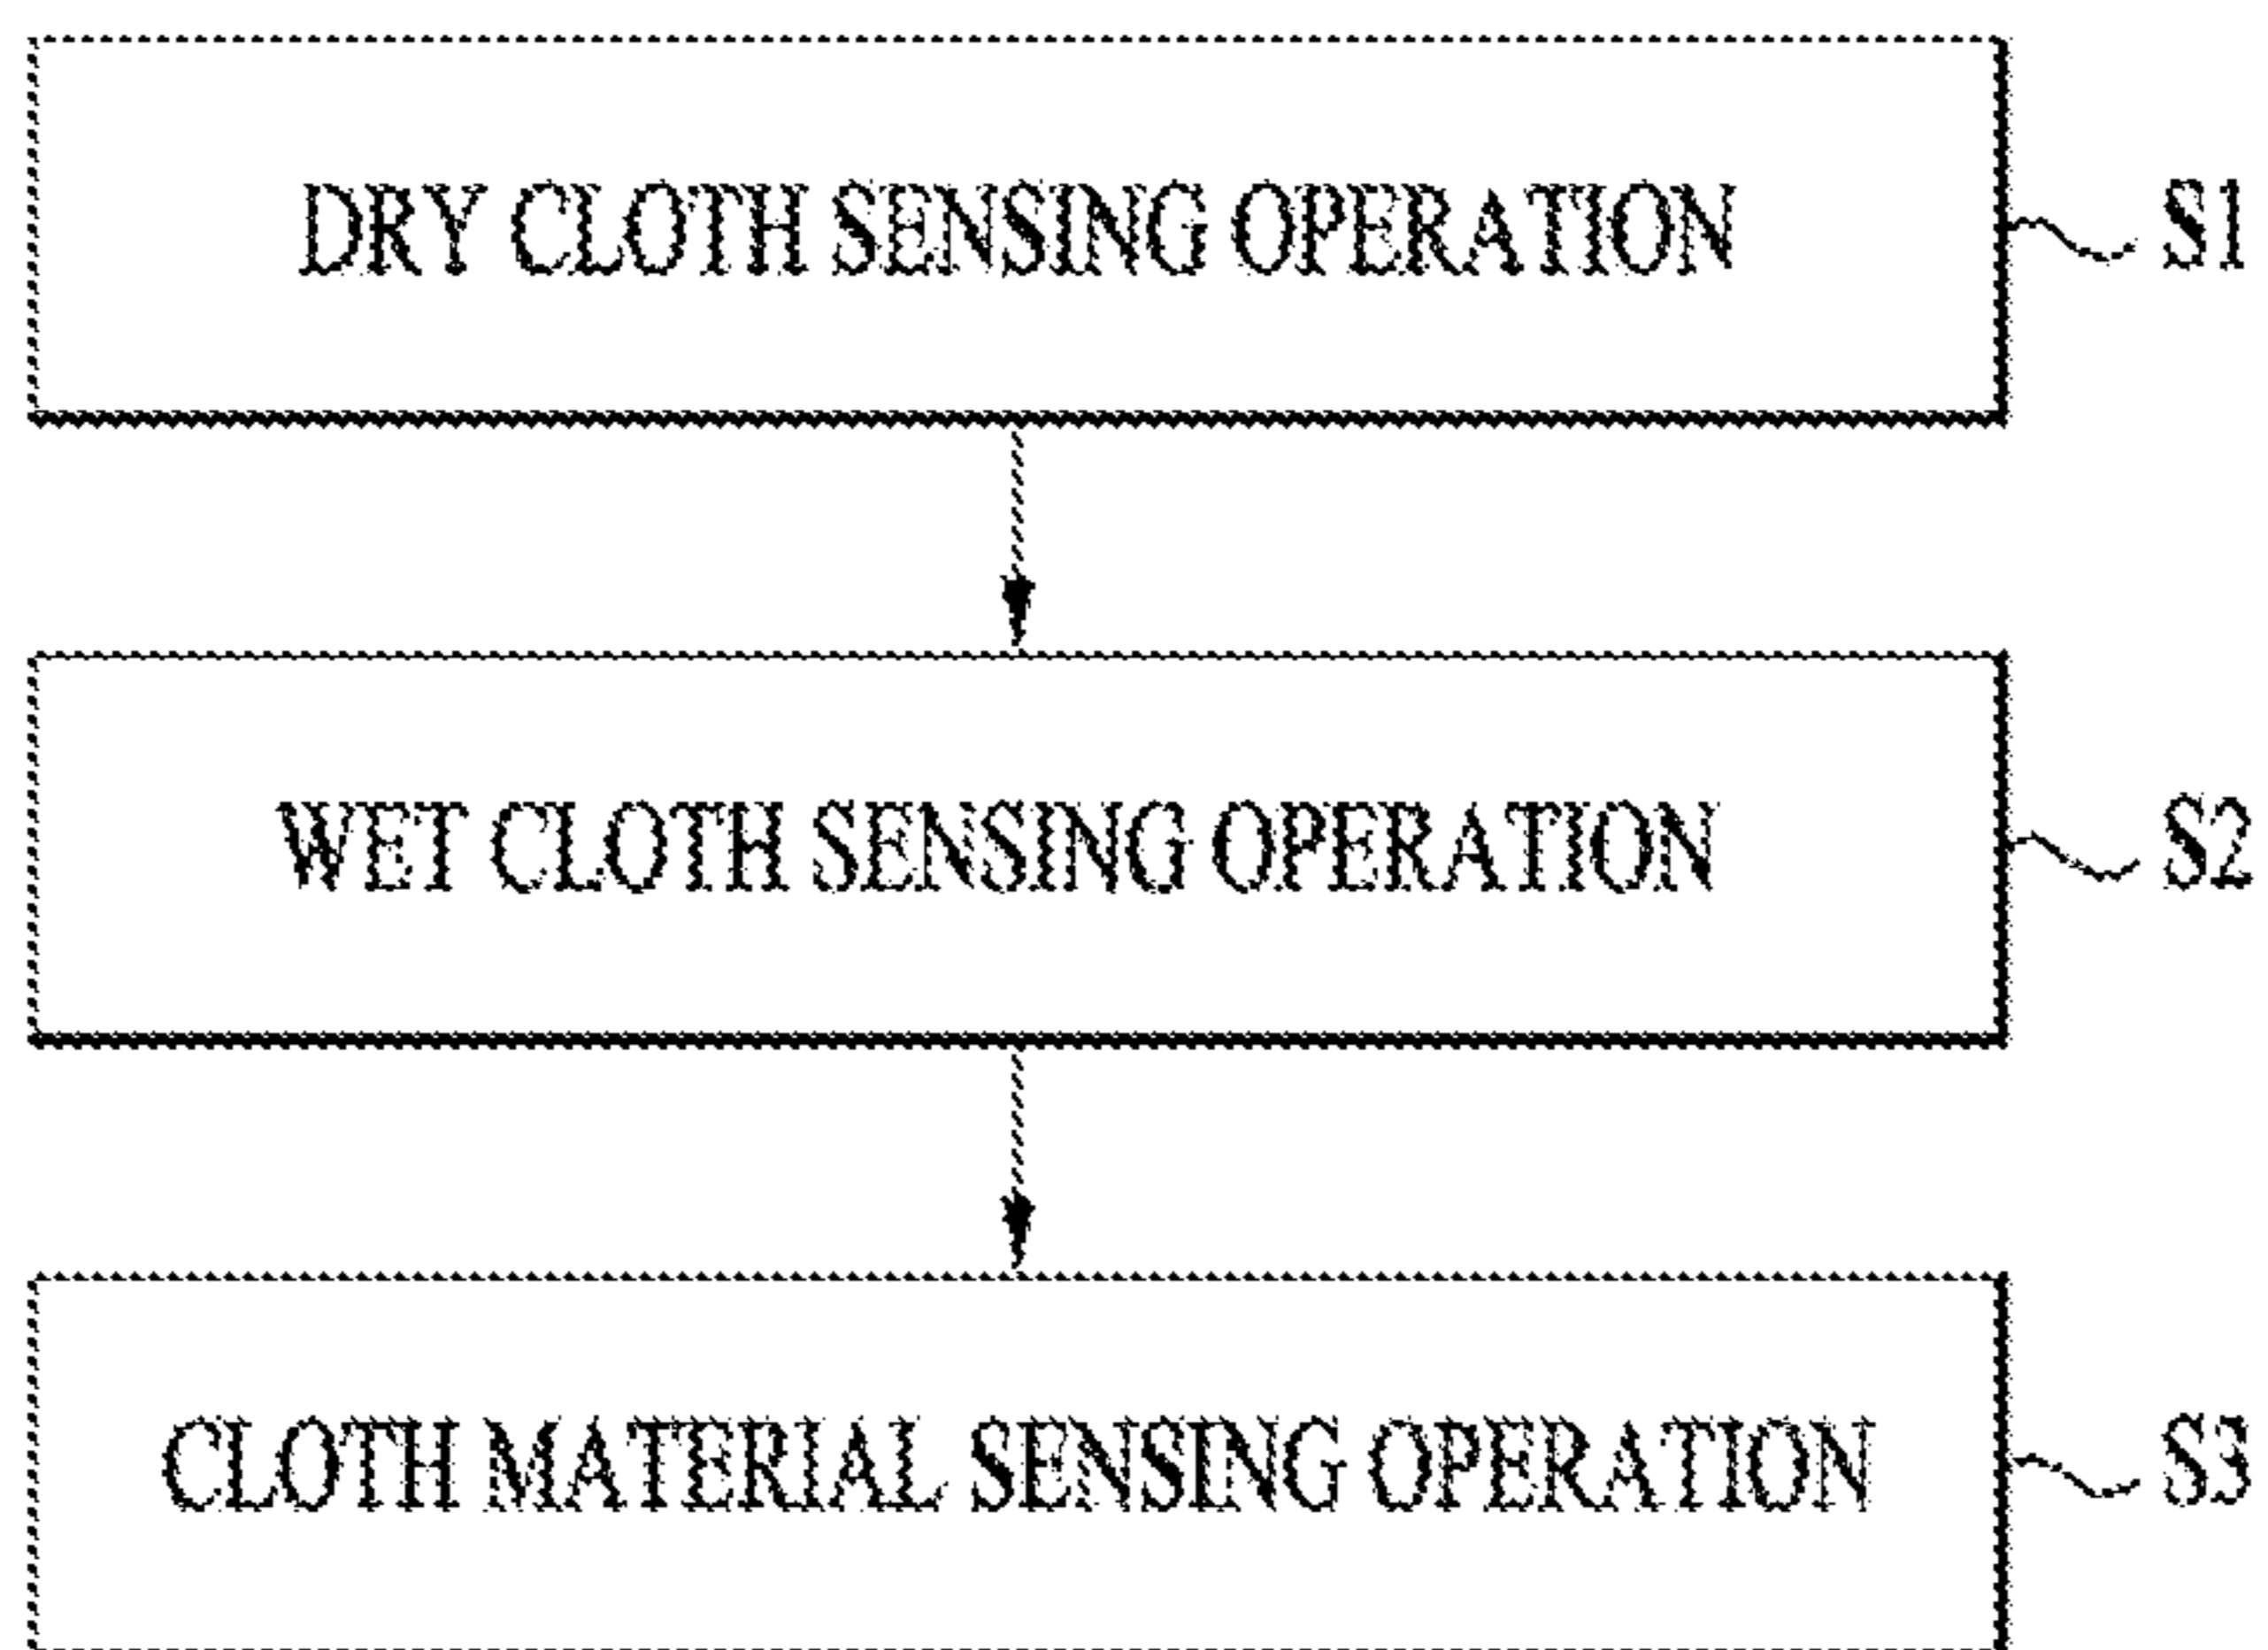 DRY CLOTH SENSING OPERATION S1
WET CLOTH SENSING OPERATION S2
CLOTH MATERIAL SENSING OPERATION S3